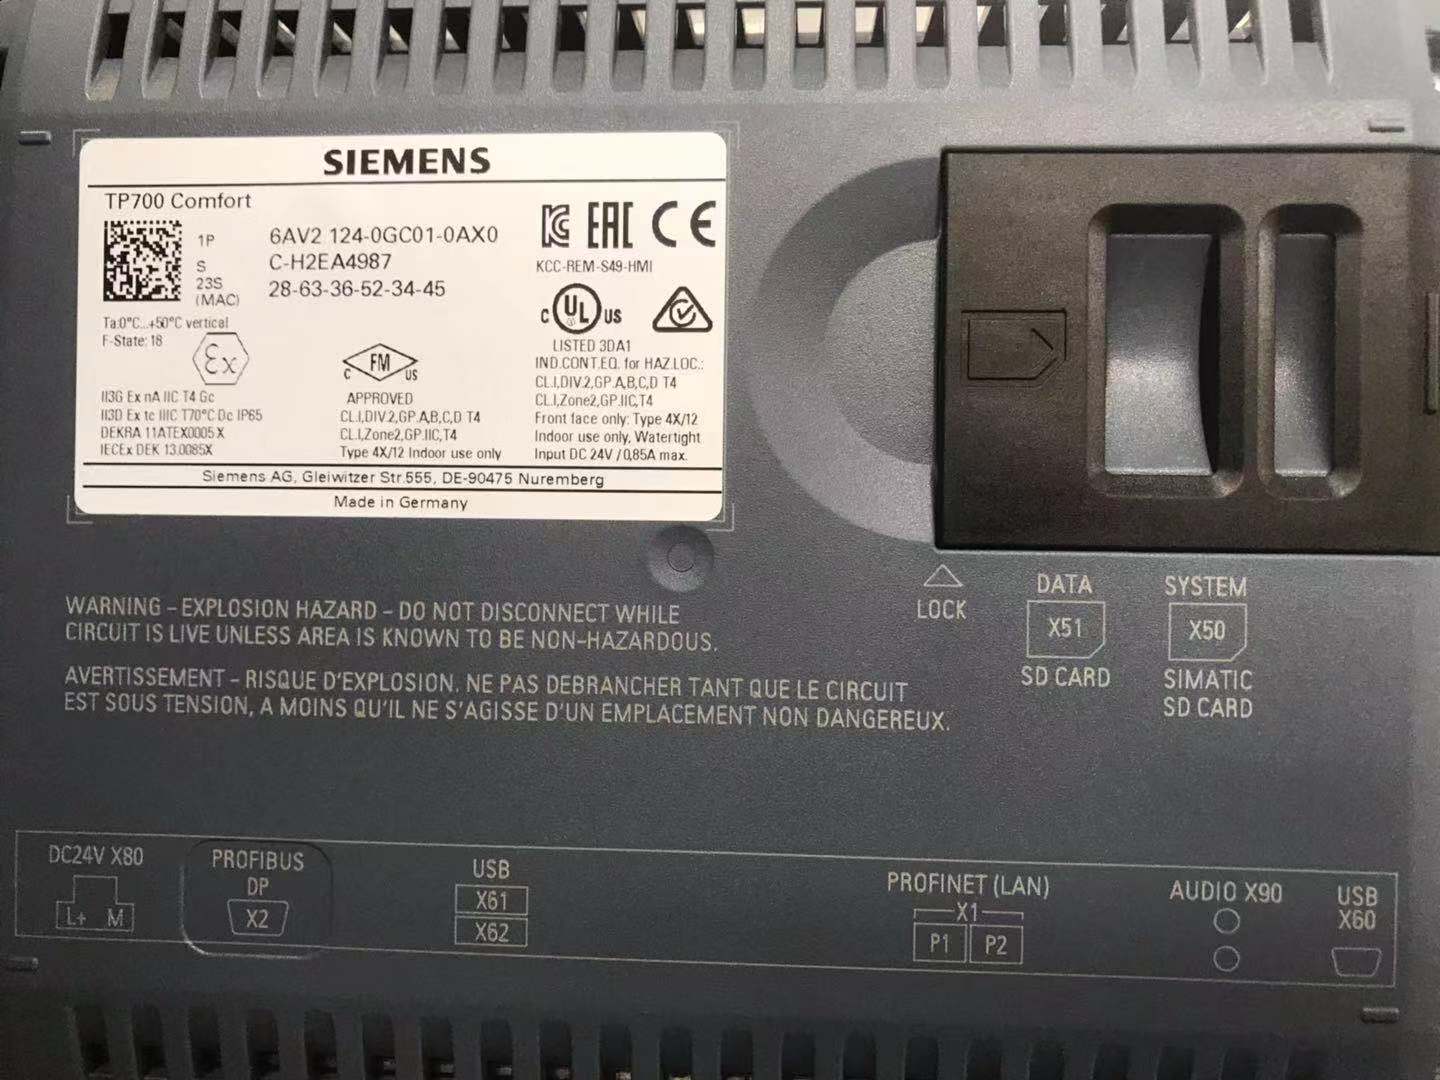 SIEMENS
TP700 Comfort
1P 6AV2 124-0GC01-0AX0
S C-H2EA4987
23S 28-63-36-52-34-45
(MAC)
KC EAC CE
KCC-REM-S49-HMI
Ta:0°C...+50°C vertical
F-State: 18
Ex
II3G Ex nA IIC T4 Gc
II3D Ex tc IIIC T70°C Dc IP65
DEKRA 11ATEX0005 X
IECEx DEK 13.0085X
C FM US
APPROVED
CL.I,DIV.2,GP.A,B,C,D T4
CL.I,Zone2,GP.IIC,T4
Type 4X/12 Indoor use only
C UL US
LISTED 3DA1
IND.CONT.EQ. for HAZ.LOC.:
CL.I,DIV.2,GP.A,B,C,D T4
CL.I,Zone2,GP.IIC,T4
Front face only: Type 4X/12
Indoor use only, Watertight
Input DC 24V / 0,85A max.
Siemens AG, Gleiwitzer Str.555, DE-90475 Nuremberg
Made in Germany
WARNING – EXPLOSION HAZARD – DO NOT DISCONNECT WHILE
CIRCUIT IS LIVE UNLESS AREA IS KNOWN TO BE NON-HAZARDOUS.
AVERTISSEMENT – RISQUE D'EXPLOSION. NE PAS DEBRANCHER TANT QUE LE CIRCUIT
EST SOUS TENSION, A MOINS QU'IL NE S'AGISSE D'UN EMPLACEMENT NON DANGEREUX.
LOCK
DATA
X51
SD CARD
SYSTEM
X50
SIMATIC
SD CARD
DC24V X80
L+ M
PROFIBUS
DP
X2
USB
X61
X62
PROFINET (LAN)
X1
P1 P2
AUDIO X90
USB
X60